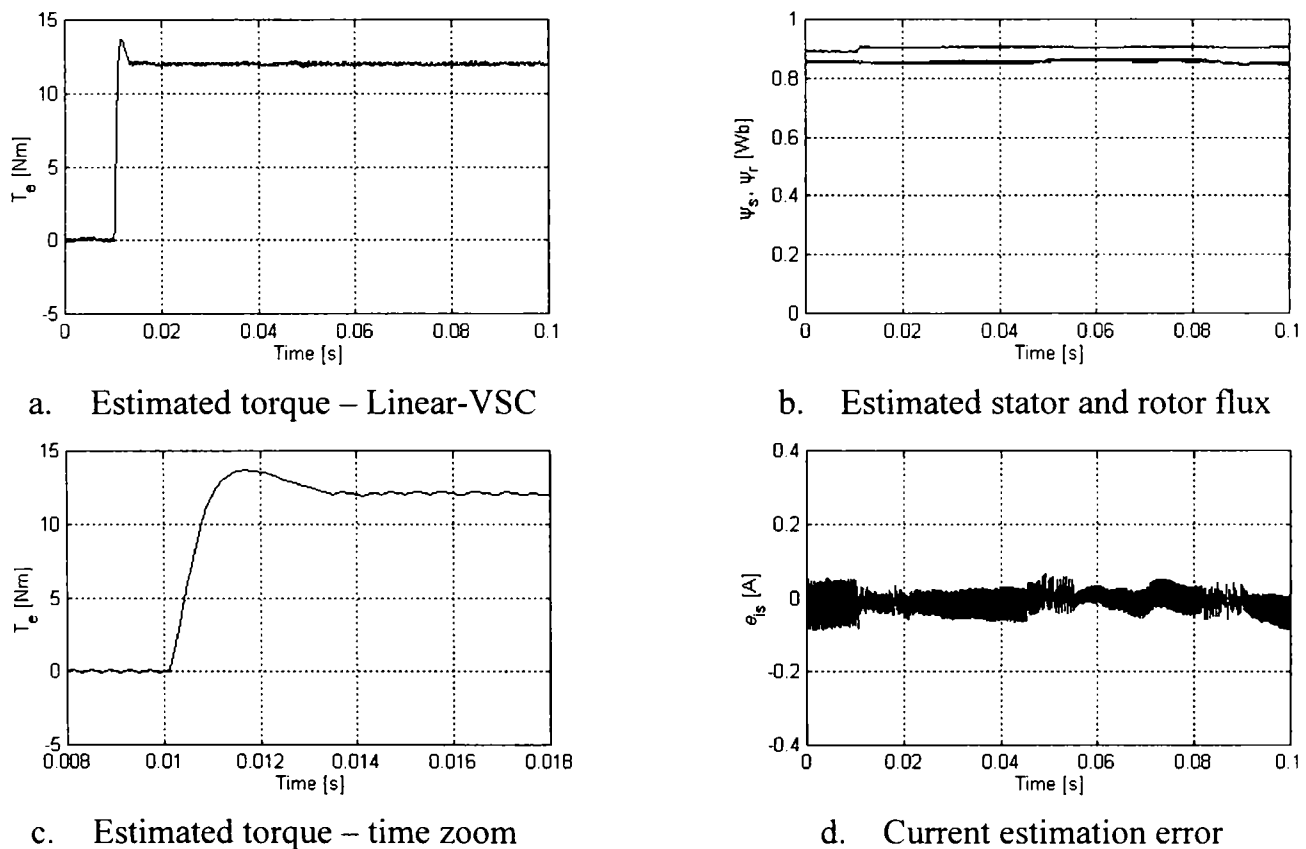 15
10
5
0
-5
T_e [Nm]
0 0.02 0.04 0.06 0.08 0.1
Time [s]
a. Estimated torque – Linear-VSC
1
0.8
0.6
0.4
0.2
0
Ψ_s, Ψ_r [Wb]
0 0.02 0.04 0.06 0.08 0.1
Time [s]
b. Estimated stator and rotor flux
15
10
5
0
-5
T_e [Nm]
0.008 0.01 0.012 0.014 0.016 0.018
Time [s]
c. Estimated torque – time zoom
0.4
0.2
0
-0.2
-0.4
e_is [A]
0 0.02 0.04 0.06 0.08 0.1
Time [s]
d. Current estimation error